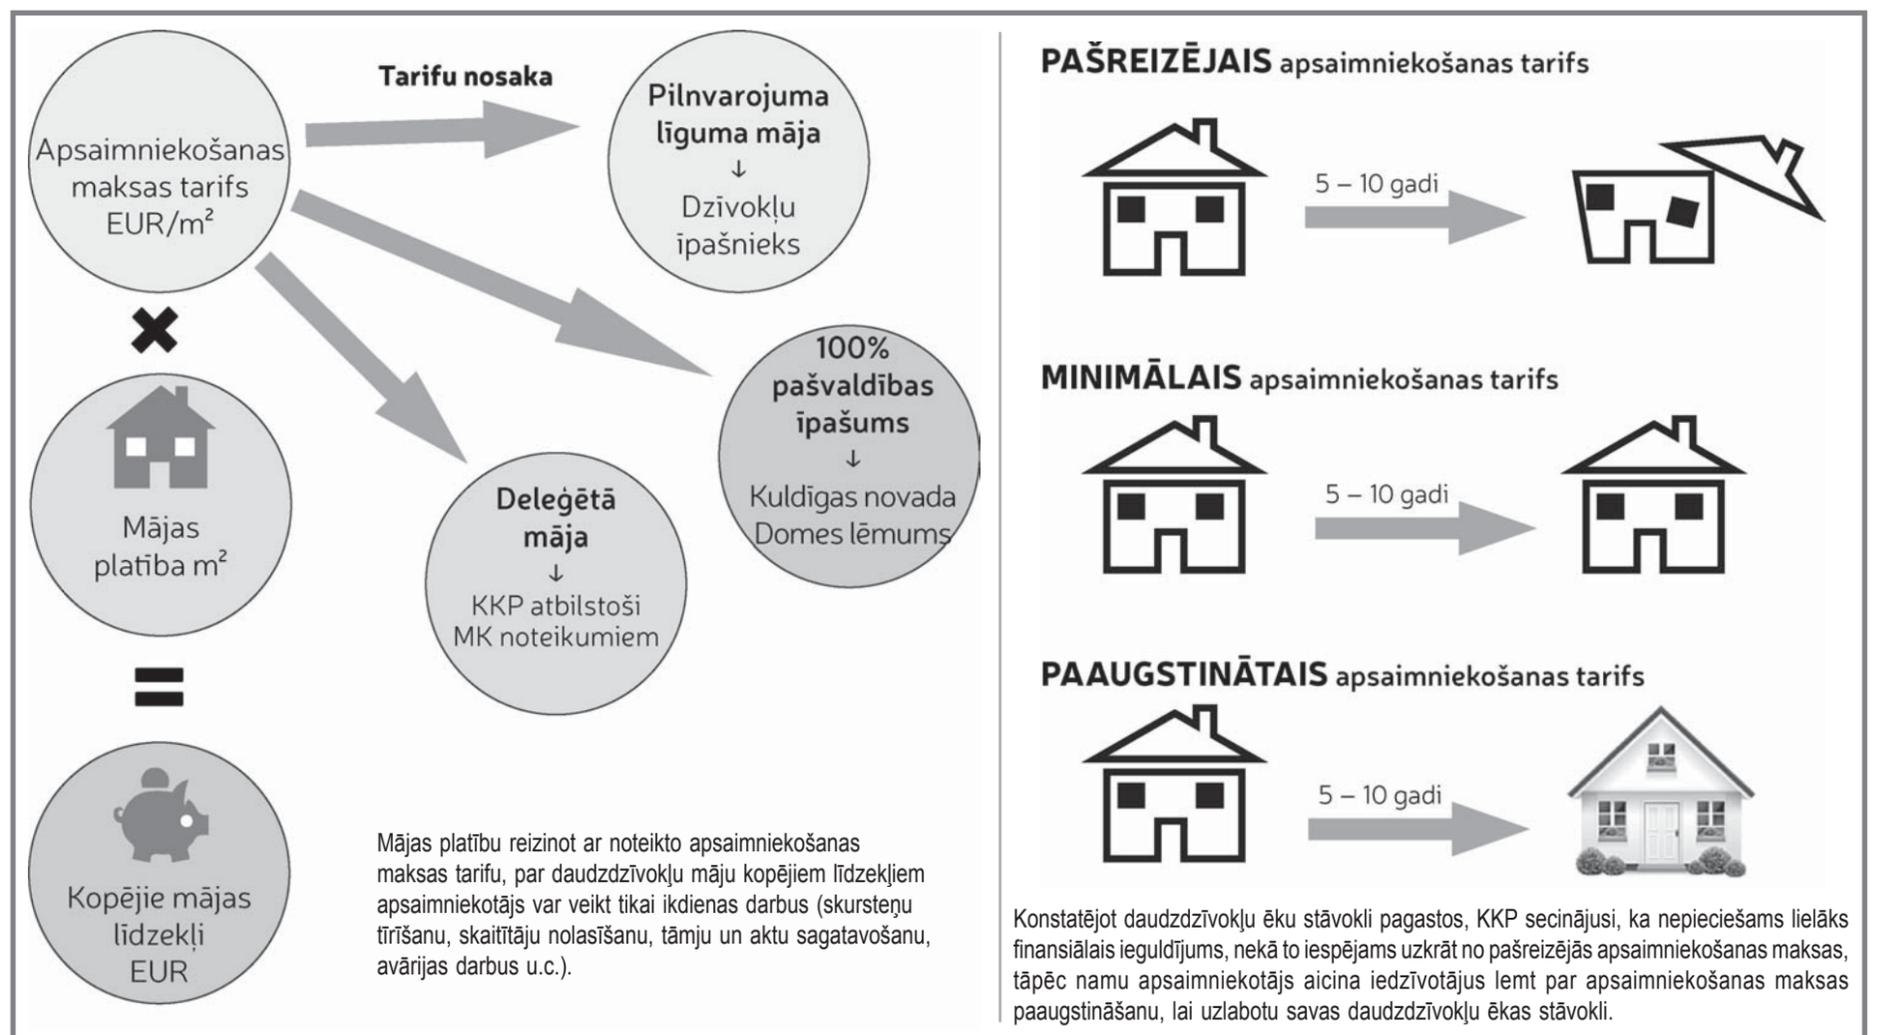 Apsaimniekošanas
maksas tarifs
EUR/m²
Mājas
platība m²
Kopējie mājas
līdzekļi
EUR
Tarifu nosaka
Pilnvarojuma
līguma māja
↓
Dzīvokļu
īpašnieks
100%
pašvaldības
īpašums
↓
Kuldīgas novada
Domes lēmums
Deleģētā
māja
↓
KKP atbilstoši
MK noteikumiem
Mājas platību reizinot ar noteikto apsaimniekošanas
maksas tarifu, par daudzdzīvokļu māju kopējiem līdzekļiem
apsaimniekotājs var veikt tikai ikdienas darbus (skursteņu
tīrīšanu, skaitītāju nolasīšanu, tāmju un aktu sagatavošanu,
avārijas darbus u.c.).
PAŠREIZĒJAIS apsaimniekošanas tarifs
5 – 10 gadi
MINIMĀLAIS apsaimniekošanas tarifs
5 – 10 gadi
PAAUGSTINĀTAIS apsaimniekošanas tarifs
5 – 10 gadi
Konstatējot daudzdzīvokļu ēku stāvokli pagastos, KKP secinājusi, ka nepieciešams lielāks
finansiālais ieguldījums, nekā to iespējams uzkrāt no pašreizējās apsaimniekošanas maksas,
tāpēc namu apsaimniekotājs aicina iedzīvotājus lemt par apsaimniekošanas maksas
paaugstināšanu, lai uzlabotu savas daudzdzīvokļu ēkas stāvokli.